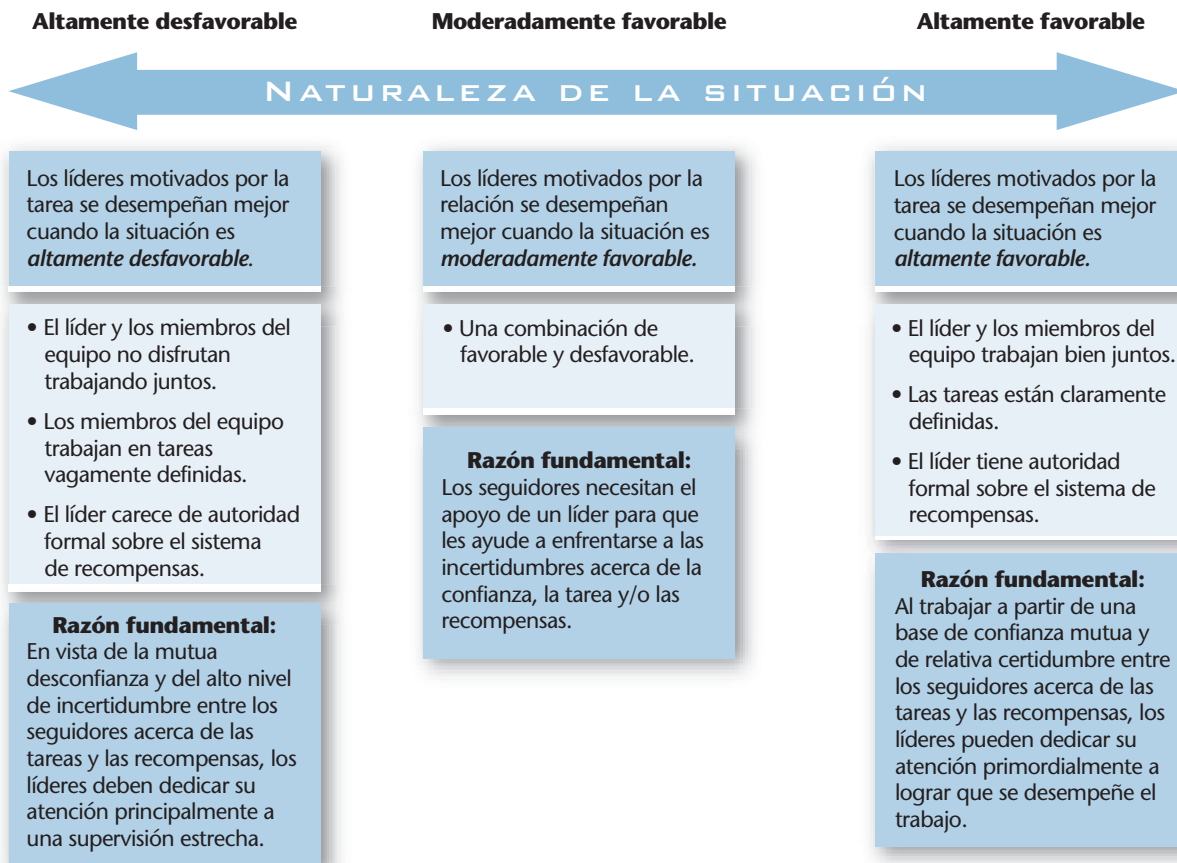 Altamente desfavorable
Moderadamente favorable
Altamente favorable
NATURALEZA DE LA SITUACIÓN
Los líderes motivados por la
tarea se desempeñan mejor
cuando la situación es
altamente desfavorable.
• El líder y los miembros del
equipo no disfrutan
trabajando juntos.
• Los miembros del equipo
trabajan en tareas
vagamente definidas.
• El líder carece de autoridad
formal sobre el sistema
de recompensas.
Razón fundamental:
En vista de la mutua
desconfianza y del alto nivel
de incertidumbre entre los
seguidores acerca de las
tareas y las recompensas, los
líderes deben dedicar su
atención principalmente a
una supervisión estrecha.
Los líderes motivados por la
relación se desempeñan
mejor cuando la situación es
moderadamente favorable.
• Una combinación de
favorable y desfavorable.
Razón fundamental:
Los seguidores necesitan el
apoyo de un líder para que
les ayude a enfrentarse a las
incertidumbres acerca de la
confianza, la tarea y/o las
recompensas.
Los líderes motivados por la
tarea se desempeñan mejor
cuando la situación es
altamente favorable.
• El líder y los miembros del
equipo trabajan bien juntos.
• Las tareas están claramente
definidas.
• El líder tiene autoridad
formal sobre el sistema de
recompensas.
Razón fundamental:
Al trabajar a partir de una
base de confianza mutua y
de relativa certidumbre entre
los seguidores acerca de las
tareas y las recompensas, los
líderes pueden dedicar su
atención primordialmente a
lograr que se desempeñe el
trabajo.